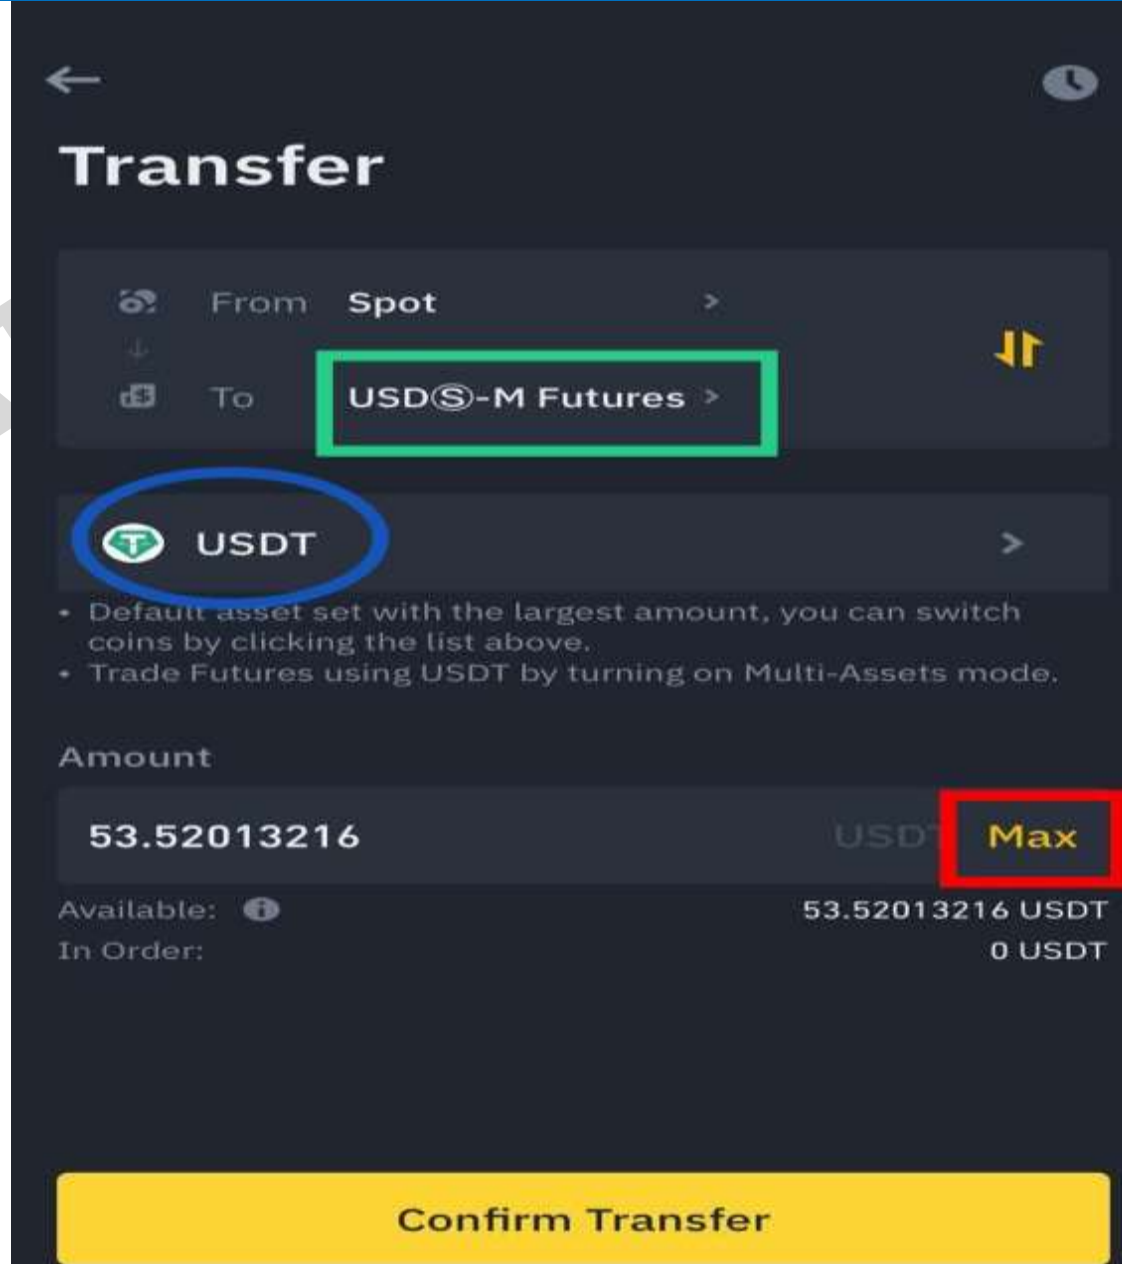 Transfer
From Spot >
To USDⓈ-M Futures >
USDT >
• Default asset set with the largest amount, you can switch
coins by clicking the list above.
• Trade Futures using USDT by turning on Multi-Assets mode.
Amount
53.52013216 USDT Max
Available: 53.52013216 USDT
In Order: 0 USDT
Confirm Transfer